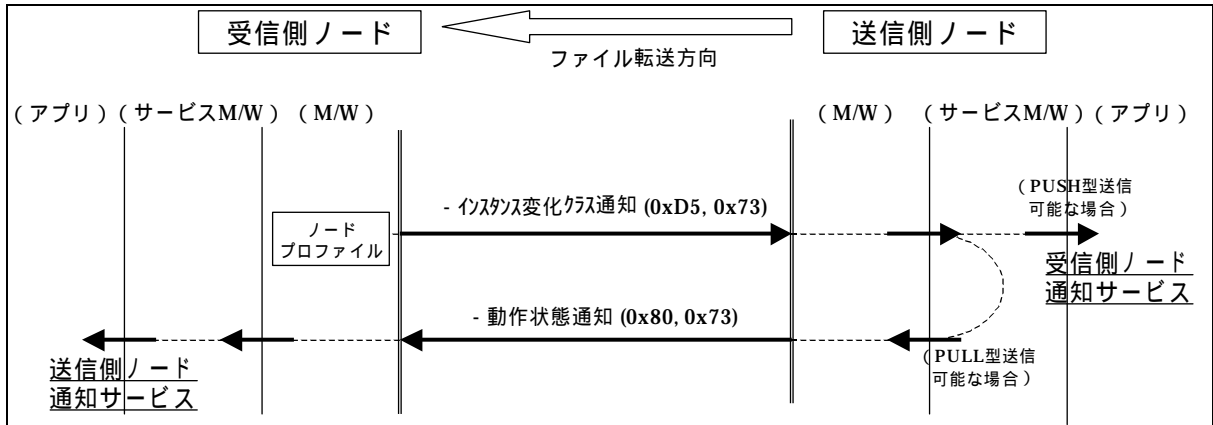 受信側ノード
送信側ノード
ファイル転送方向
(アプリ)(サービスM/W)(M/W)
(M/W)(サービスM/W)(アプリ)
(PUSH型送信
可能な場合)
- インスタンス変化クラス通知 (0xD5, 0x73)
ノード
プロファイル
受信側ノード
通知サービス
- 動作状態通知 (0x80, 0x73)
(PULL型送信
可能な場合)
送信側ノード
通知サービス